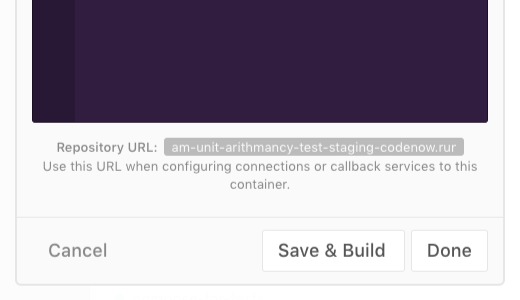 Repository URL: am-unit-arithmancy-test-staging-codenow.rur
Use this URL when configuring connections or callback services to this
container.
Cancel Save & Build Done